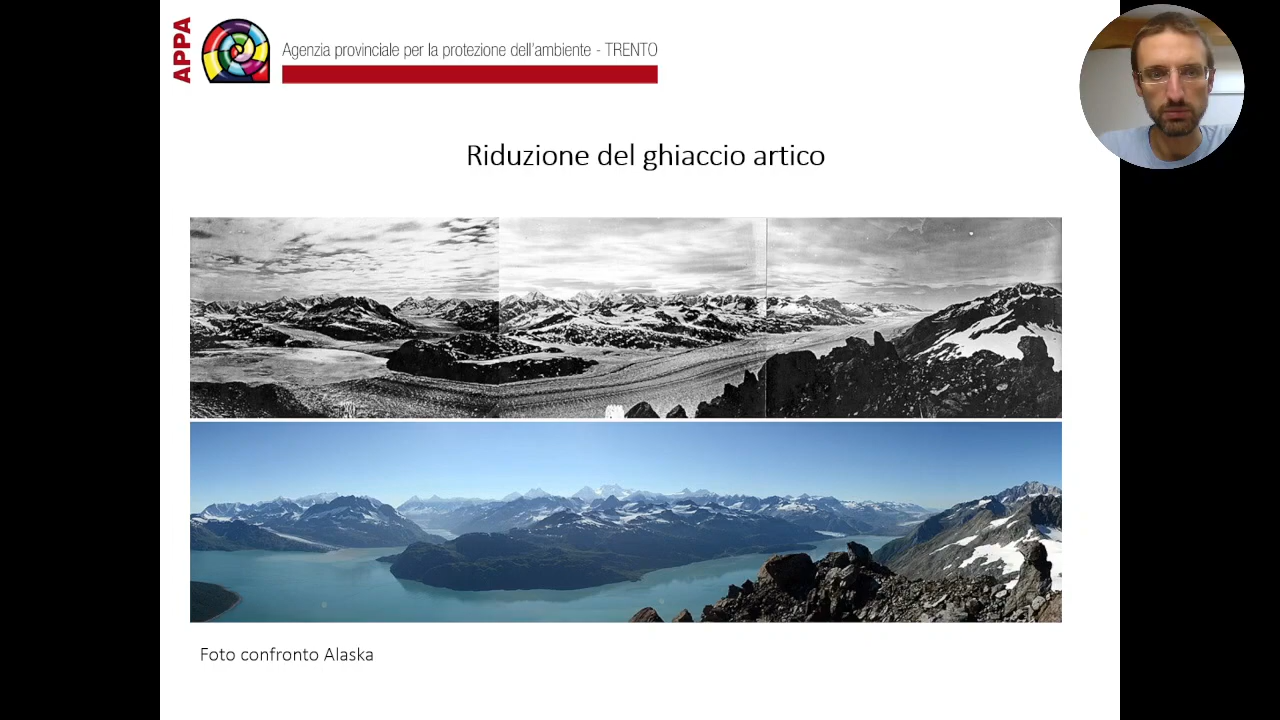 APPA
Agenzia provinciale per la protezione dell'ambiente - TRENTO
Riduzione del ghiaccio artico
Foto confronto Alaska